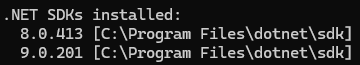 .NET SDKs installed:
  8.0.413 [C:\Program Files\dotnet\sdk]
  9.0.201 [C:\Program Files\dotnet\sdk]